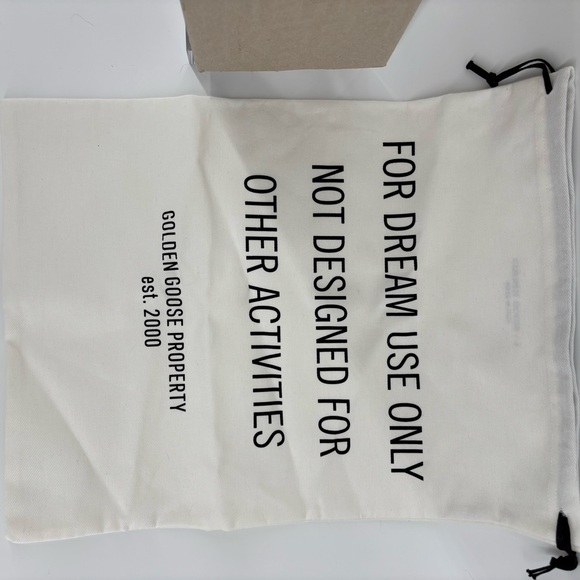 FOR DREAM USE ONLY
NOT DESIGNED FOR
OTHER ACTIVITIES
GOLDEN GOOSE PROPERTY
est. 2000